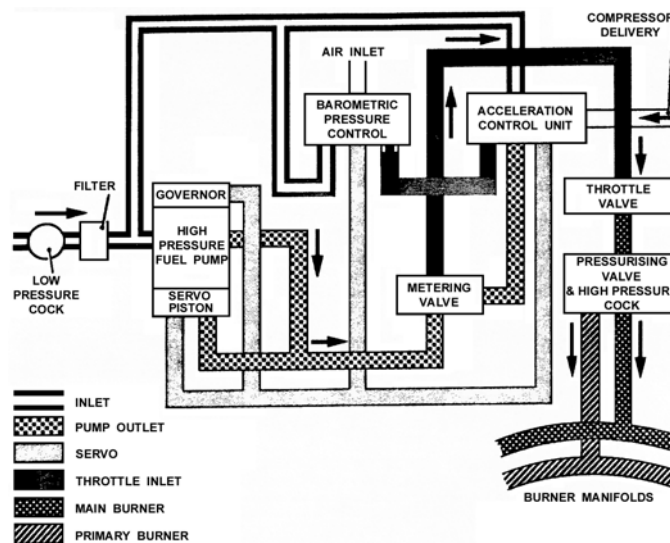 COMPRESSOR
DELIVERY
AIR INLET
BAROMETRIC
PRESSURE
CONTROL
ACCELERATION
CONTROL UNIT
FILTER
GOVERNOR
HIGH
PRESSURE
FUEL PUMP
SERVO
PISTON
LOW
PRESSURE
COCK
METERING
VALVE
THROTTLE
VALVE
PRESSURISING
VALVE
& HIGH PRESSURE
COCK
INLET
PUMP OUTLET
SERVO
THROTTLE INLET
MAIN BURNER
PRIMARY BURNER
BURNER MANIFOLDS